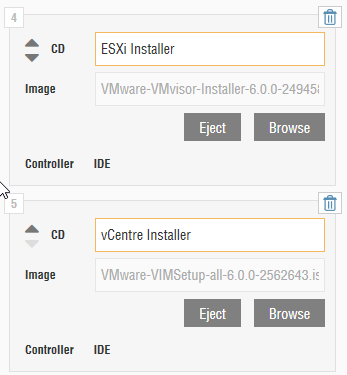 4
CD ESXi Installer
Image VMware-VMvisor-Installer-6.0.0-249458
Eject Browse
Controller IDE
5
CD vCentre Installer
Image VMware-VIMSetup-all-6.0.0-2562643.is
Eject Browse
Controller IDE